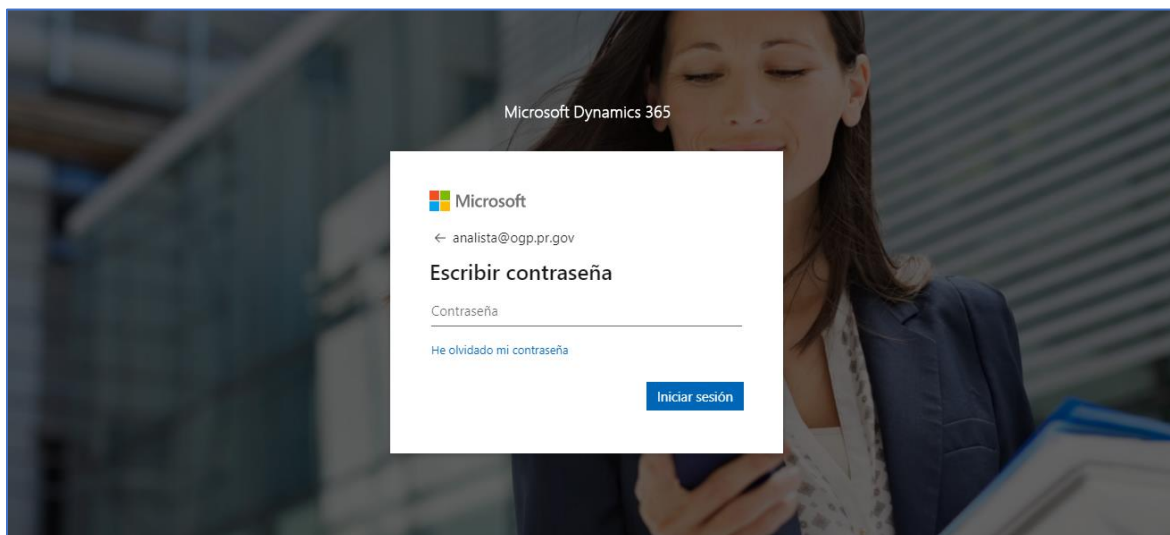 Microsoft Dynamics 365
Microsoft
← analista@ogp.pr.gov
Escribir contraseña
Contraseña
He olvidado mi contraseña
Iniciar sesión